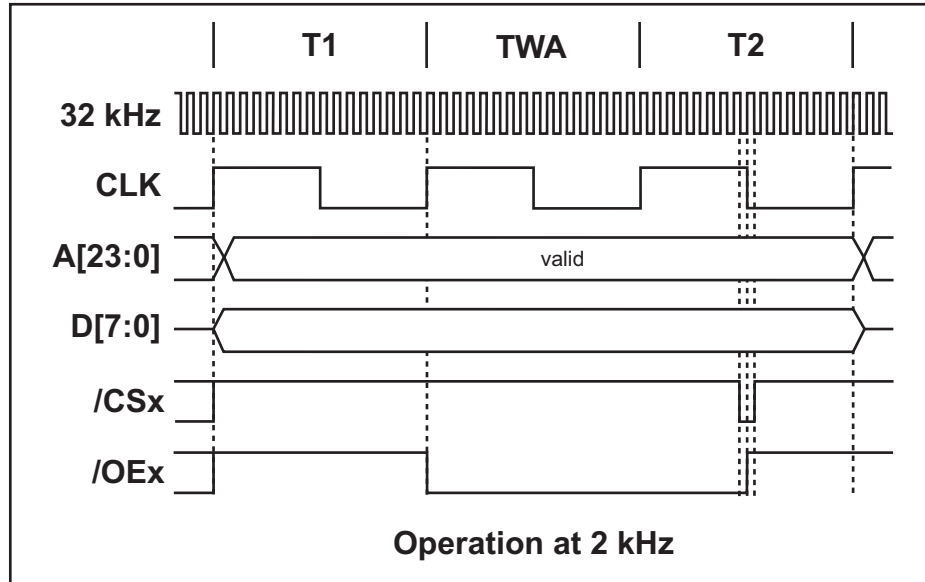 T1 TWA T2
32 kHz
CLK
A[23:0] valid
D[7:0]
/CSx
/OEx
Operation at 2 kHz